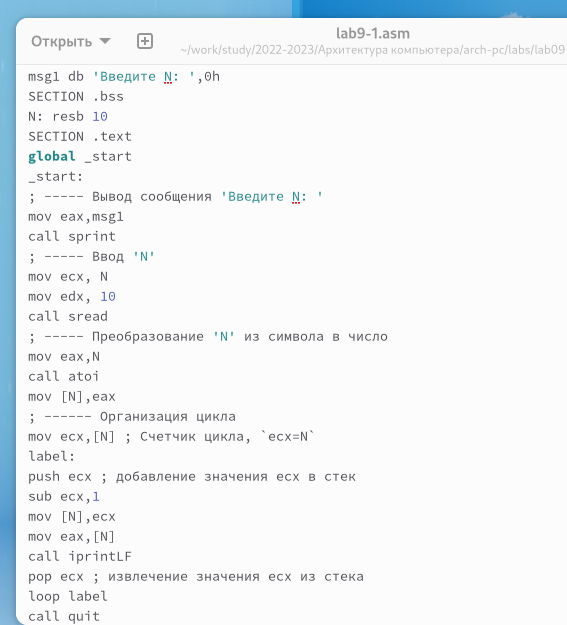 Открыть
lab9-1.asm
~/work/study/2022-2023/Архитектура компьютера/arch-pc/labs/lab09
msg1 db 'Введите N: ',0h
SECTION .bss
N: resb 10
SECTION .text
global _start
_start:
; ----- Вывод сообщения 'Введите N: '
mov eax,msg1
call sprint
; ----- Ввод 'N'
mov ecx, N
mov edx, 10
call sread
; ----- Преобразование 'N' из символа в число
mov eax,N
call atoi
mov [N],eax
; ------ Организация цикла
mov ecx,[N] ; Счетчик цикла, `ecx=N`
label:
push ecx ; добавление значения ecx в стек
sub ecx,1
mov [N],ecx
mov eax,[N]
call iprintLF
pop ecx ; извлечение значения ecx из стека
loop label
call quit